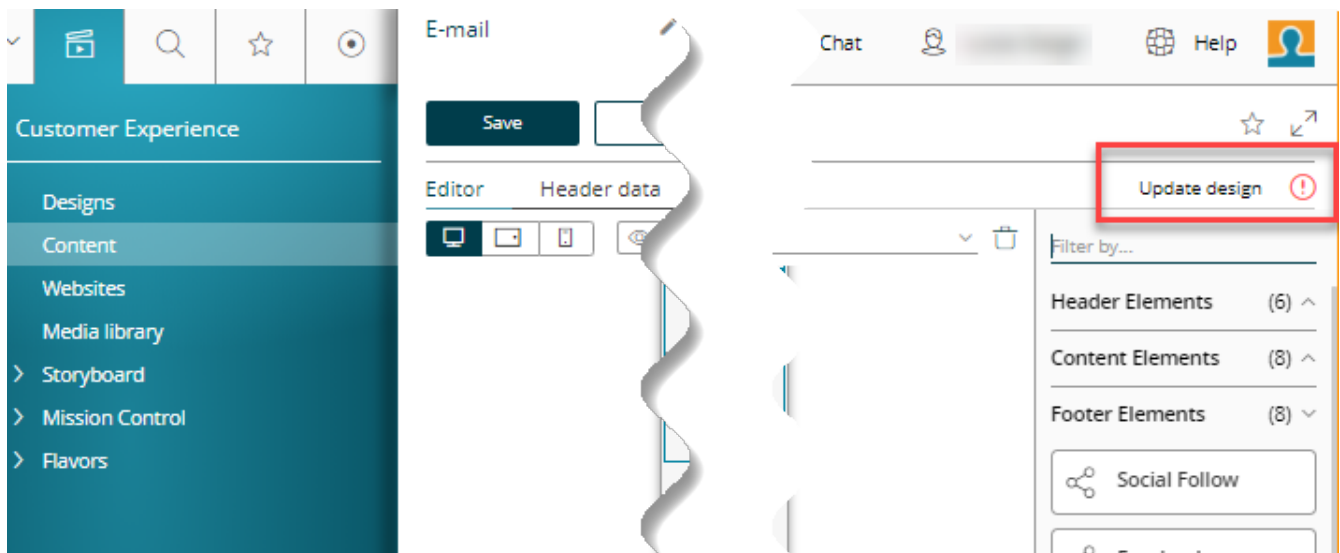 Customer Experience
Designs
Content
Websites
Media library
Storyboard
Mission Control
Flavors
E-mail
Save
Editor Header data
Chat
Help
Update design
Filter by...
Header Elements (6)
Content Elements (8)
Footer Elements (8)
Social Follow